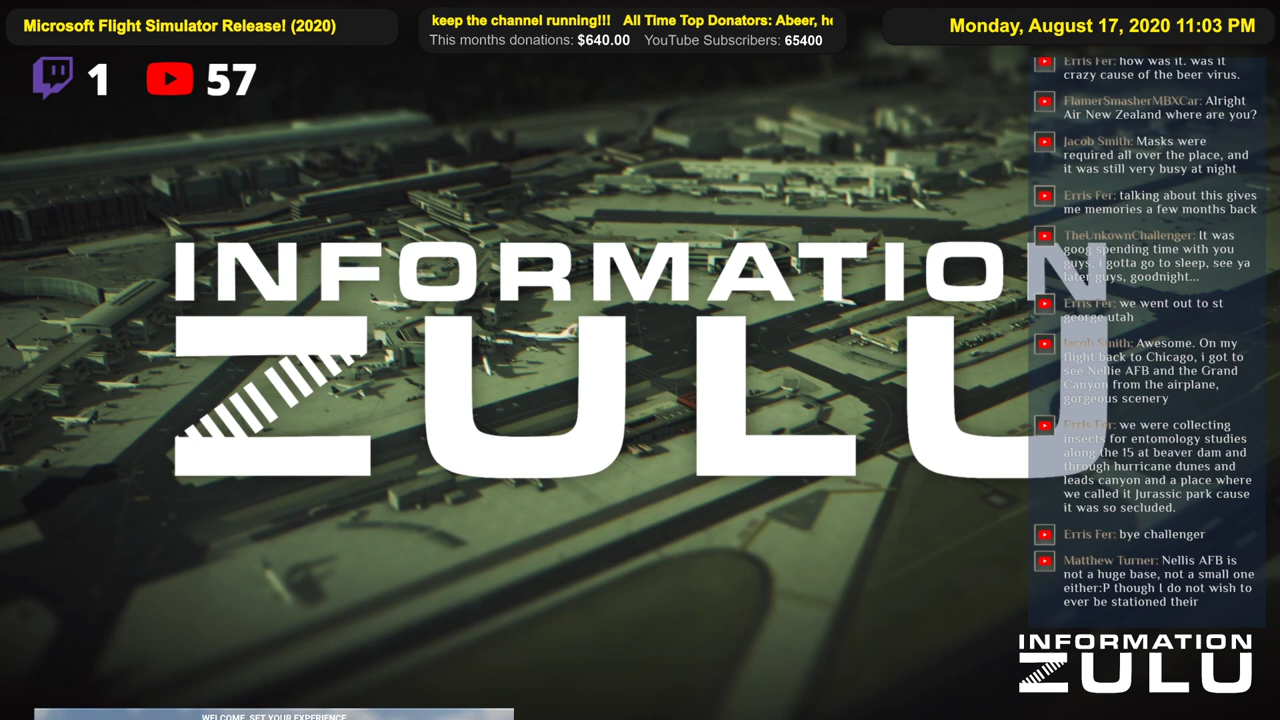 Microsoft Flight Simulator Release! (2020)
keep the channel running!!! All Time Top Donators: Abeer,
This months donations: $640.00 YouTube Subscribers: 65400
Monday, August 17, 2020 11:03 PM
1 57
INFORMATION
ZULU
Erris Fer: how was it. was it
crazy cause of the beer virus.
FlamerSmasherMBXCar: Alright
Air New Zealand where are you?
Jacob Smith: Masks were
required all over the place, and
it was still very busy at night
Erris Fer: talking about this gives
me memories a few months back
TheUnkownChallenger: It was
goog spending time with you
guys, i gotta go to sleep, see ya
later guys, goodnight...
Erris Fer: we went out to st
george utah
Jacob Smith: Awesome. On my
flight back to Chicago, i got to
see Nellie AFB and the Grand
Canyon from the airplane,
gorgeous scenery
Erris Fer: we were collecting
insects for entomology studies
along the 15 at beaver dam and
through hurricane dunes and
leads canyon and a place where
we called it Jurassic park cause
it was so secluded.
Erris Fer: bye challenger
Matthew Turner: Nellis AFB is
not a huge base, not a small one
either:P though I do not wish to
ever be stationed their
INFORMATION
ZULU
WELCOME, SET YOUR EXPERIENCE